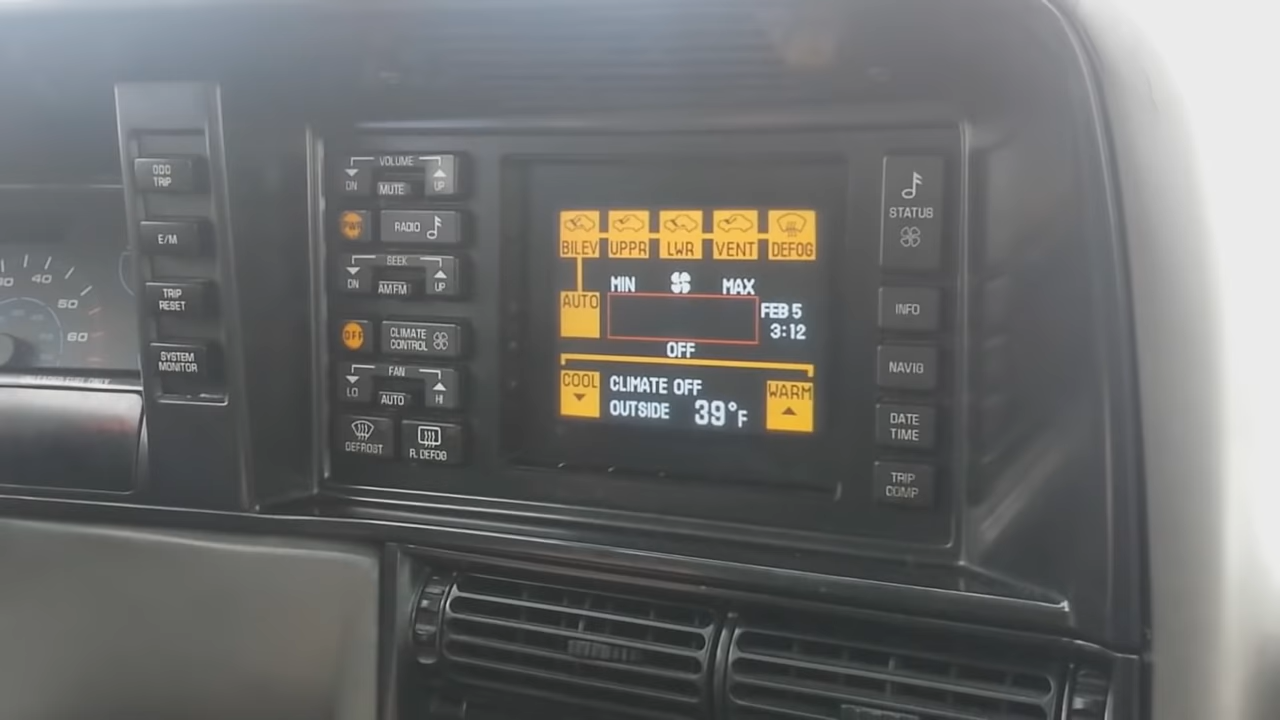 ODO
TRIP
E/M
TRIP
RESET
SYSTEM
MONITOR
40
50
60
VOLUME
DN
MUTE
UP
RADIO
SEEK
DN
AM FM
UP
OFF
CLIMATE
CONTROL
FAN
LO
AUTO
HI
DEFROST
R. DEFOG
BILEV UPPR LWR VENT DEFOG
MIN MAX
AUTO
FEB 5
3:12
OFF
COOL
CLIMATE OFF
WARM
OUTSIDE 39°F
STATUS
INFO
NAVIG
DATE
TIME
TRIP
COMP